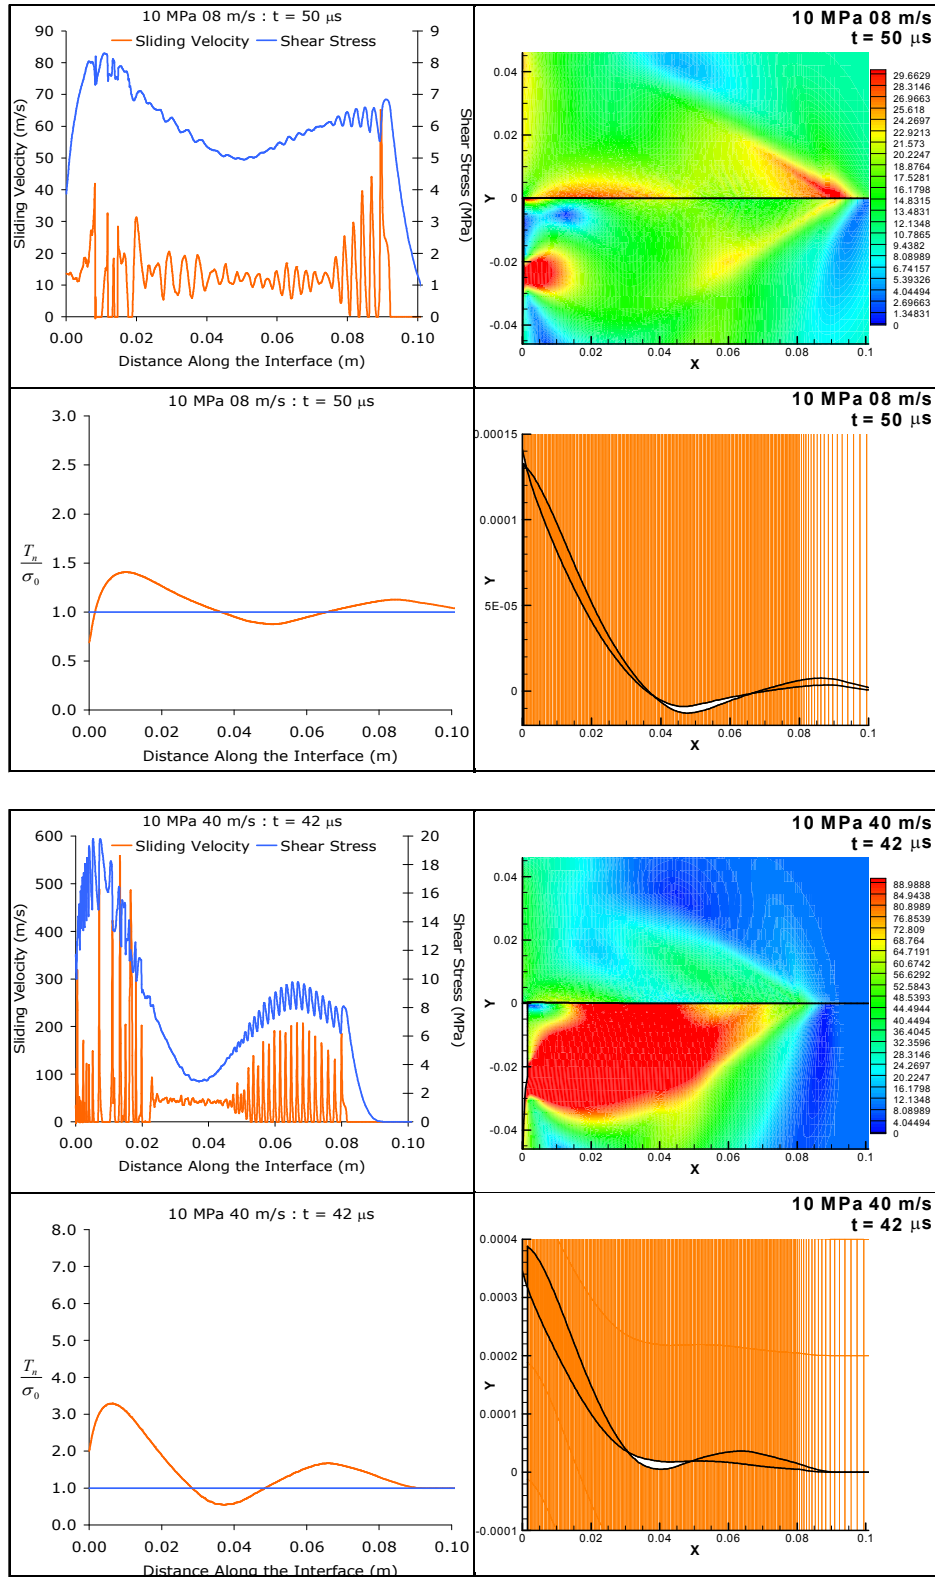 10 MPa 08 m/s : t = 50 μs
Sliding Velocity
Shear Stress
90
80
70
60
50
40
30
20
10
0
9
8
7
6
5
4
3
2
1
0
Sliding Velocity (m/s)
Shear Stress (MPa)
0.00 0.02 0.04 0.06 0.08 0.10
Distance Along the Interface (m)
10 MPa 08 m/s
t = 50 μs
0.04
0.02
0
-0.02
-0.04
Y
0 0.02 0.04 0.06 0.08 0.1
X
29.6629
28.3146
26.9663
25.618
24.2697
22.9213
21.573
20.2247
18.8764
17.5281
16.1798
14.8315
13.4831
12.1348
10.7865
9.4382
8.08989
6.74157
5.39326
4.04494
2.69663
1.34831
0
10 MPa 08 m/s : t = 50 μs
3.0
2.5
2.0
1.5
1.0
0.5
0.0
Tn
σ0
0.00 0.02 0.04 0.06 0.08 0.10
Distance Along the Interface (m)
10 MPa 08 m/s
t = 50 μs
0.00015
0.0001
5E-05
0
Y
0 0.02 0.04 0.06 0.08 0.1
X
10 MPa 40 m/s : t = 42 μs
Sliding Velocity
Shear Stress
600
500
400
300
200
100
0
20
18
16
14
12
10
8
6
4
2
0
Sliding Velocity (m/s)
Shear Stress (MPa)
0.00 0.02 0.04 0.06 0.08 0.10
Distance Along the Interface (m)
10 MPa 40 m/s
t = 42 μs
0.04
0.02
0
-0.02
-0.04
Y
0 0.02 0.04 0.06 0.08 0.1
X
88.9888
84.9438
80.8989
76.8539
72.809
68.764
64.7191
60.6742
56.6292
52.5843
48.5393
44.4944
40.4494
36.4045
32.3596
28.3146
24.2697
20.2247
16.1798
12.1348
8.08989
4.04494
0
10 MPa 40 m/s : t = 42 μs
8.0
7.0
6.0
5.0
4.0
3.0
2.0
1.0
0.0
Tn
σ0
0.00 0.02 0.04 0.06 0.08 0.10
Distance Along the Interface (m)
10 MPa 40 m/s
t = 42 μs
0.0004
0.0003
0.0002
0.0001
0
-0.0001
Y
0 0.02 0.04 0.06 0.08 0.1
X